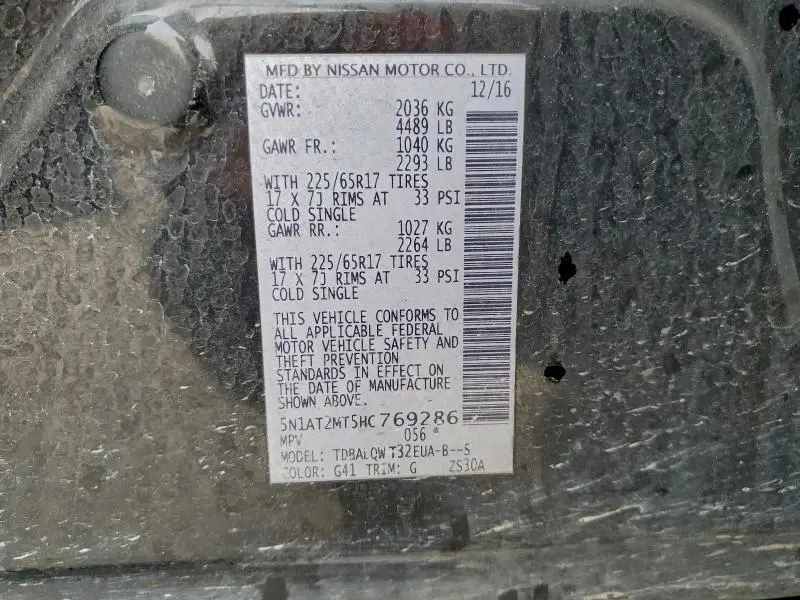 MFD BY NISSAN MOTOR CO., LTD.
DATE: 12/16
GVWR: 2036 KG
4489 LB
GAWR FR.: 1040 KG
2293 LB
WITH 225/65R17 TIRES
17 X 7J RIMS AT 33 PSI
COLD SINGLE
GAWR RR.: 1027 KG
2264 LB
WITH 225/65R17 TIRES
17 X 7J RIMS AT 33 PSI
COLD SINGLE
THIS VEHICLE CONFORMS TO
ALL APPLICABLE FEDERAL
MOTOR VEHICLE SAFETY AND
THEFT PREVENTION
STANDARDS IN EFFECT ON
THE DATE OF MANUFACTURE
SHOWN ABOVE.
5N1AT2MT5HC769286
MPV 056 *
MODEL: TDBALQW T32EUA-B--S
COLOR: G41 TRIM: G ZS30A